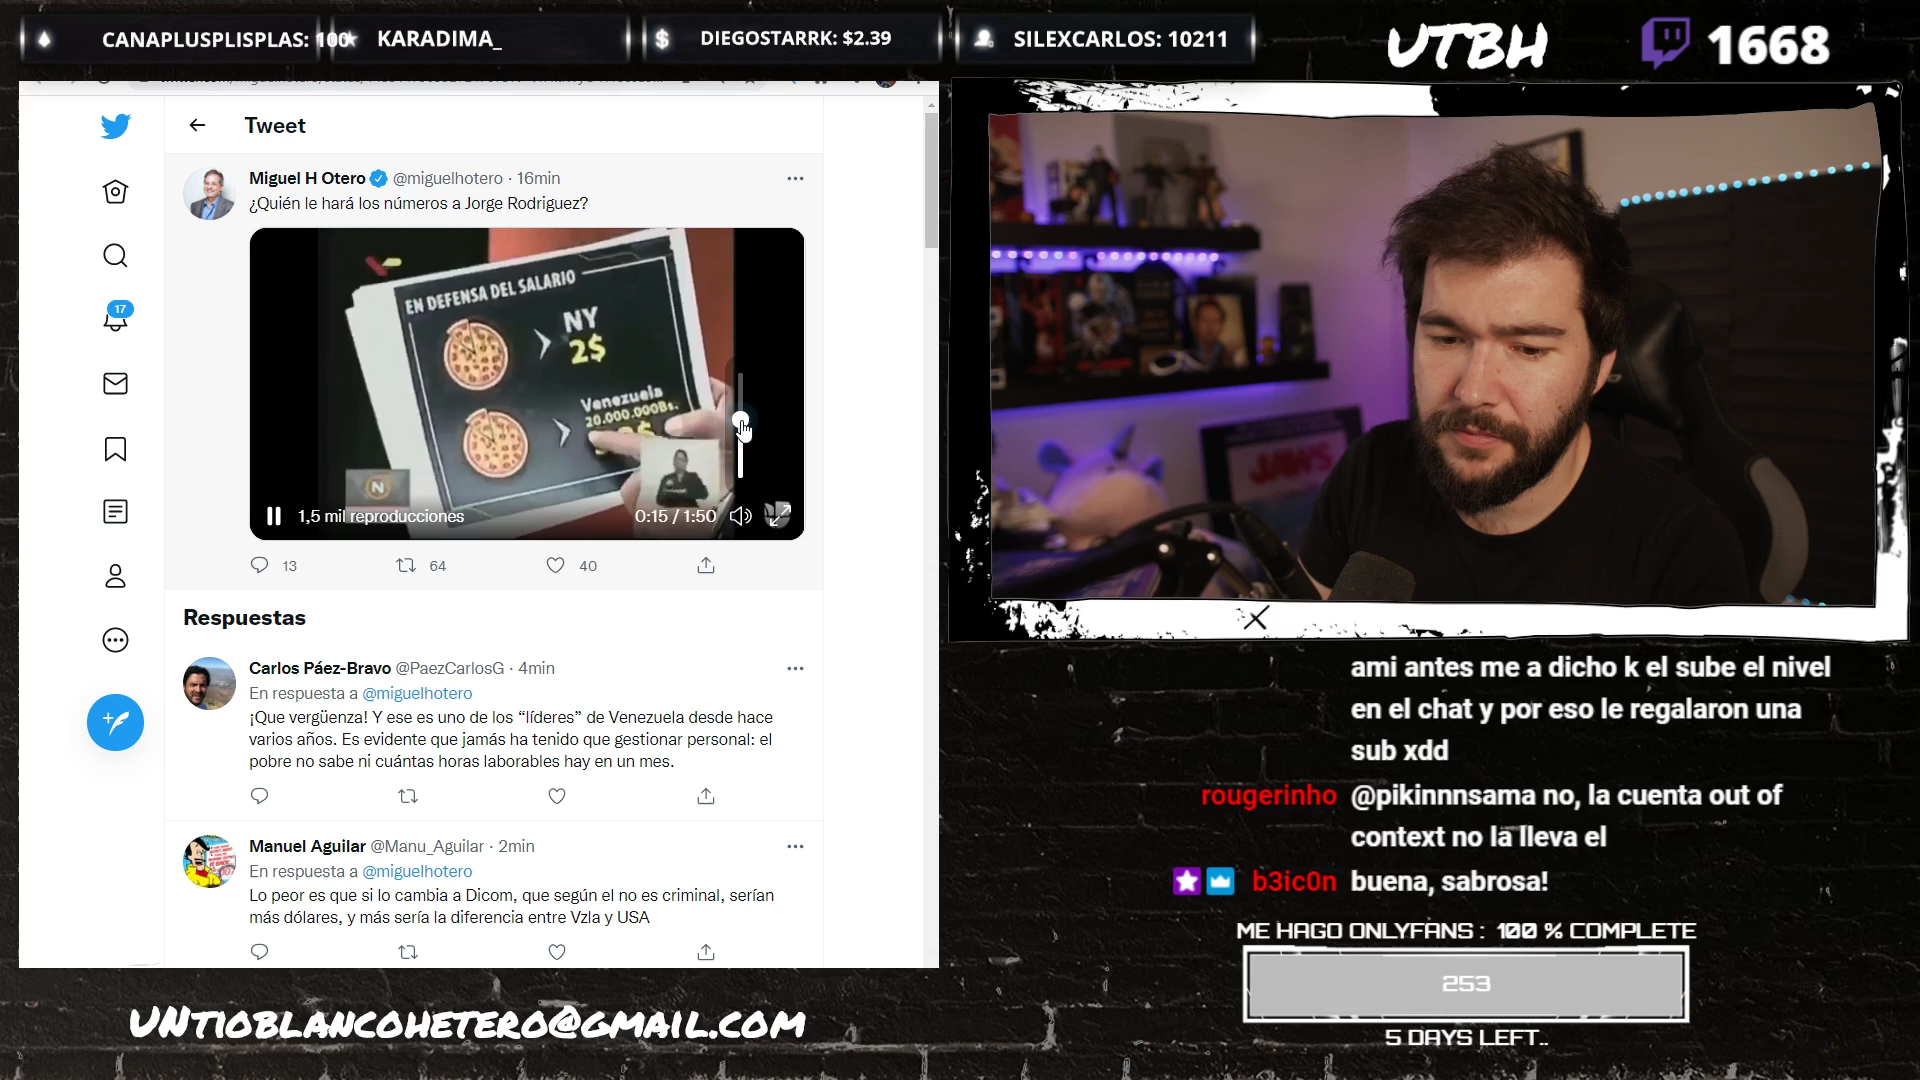 CANAPLUSPLISPLAS: 100
KARADIMA_
$
DIEGOSTARRK: $2.39
SILEXCARLOS: 10211
UTBH
1668
Tweet
Miguel H Otero @miguelhotero · 16min
¿Quién le hará los números a Jorge Rodriguez?
EN DEFENSA DEL SALARIO
NY
2$
Venezuela
20.000.000Bs.
N
1,5 mil reproducciones
0:15 / 1:50
13
64
40
17
Respuestas
Carlos Páez-Bravo @PaezCarlosG · 4min
En respuesta a @miguelhotero
¡Que vergüenza! Y ese es uno de los “líderes” de Venezuela desde hace
varios años. Es evidente que jamás ha tenido que gestionar personal: el
pobre no sabe ni cuántas horas laborables hay en un mes.
Manuel Aguilar @Manu_Aguilar · 2min
En respuesta a @miguelhotero
Lo peor es que si lo cambia a Dicom, que según el no es criminal, serían
más dólares, y más sería la diferencia entre Vzla y USA
UNTIOBLANCOHETERO@GMAIL.COM
JAWS
ami antes me a dicho k el sube el nivel
en el chat y por eso le regalaron una
sub xdd
rougerinho @pikinnnsama no, la cuenta out of
context no la lleva el
b3ic0n buena, sabrosa!
ME HAGO ONLYFANS : 100 % COMPLETE
253
5 DAYS LEFT..